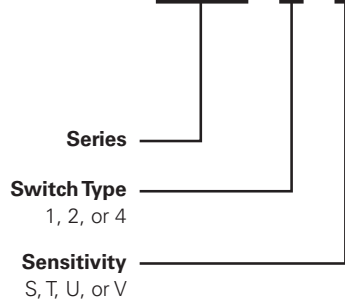 Series
Switch Type
1, 2, or 4
Sensitivity
S, T, U, or V